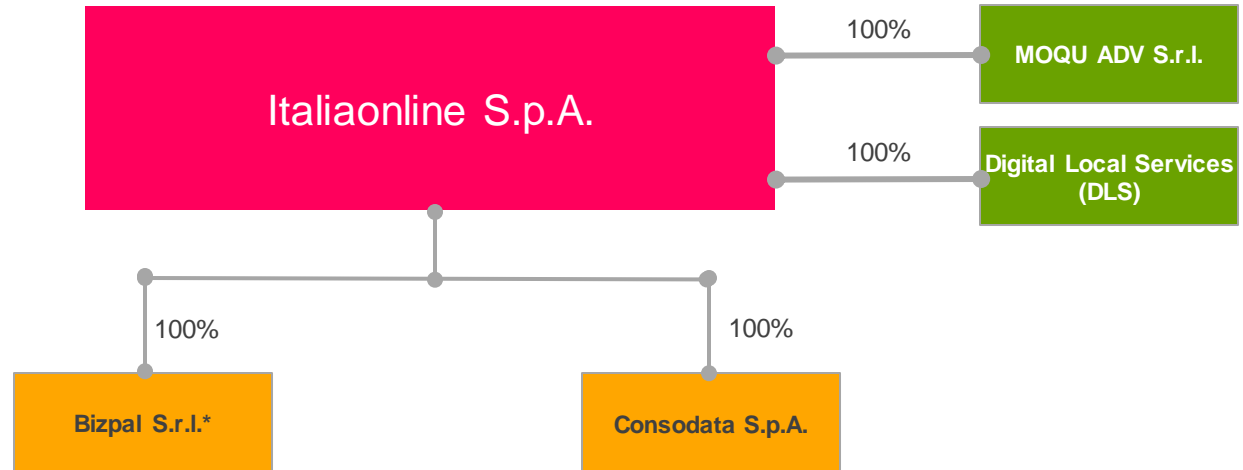 100%
MOQU ADV S.r.l.
Italiaonline S.p.A.
100%
Digital Local Services
(DLS)
100%
100%
Bizpal S.r.l.*
Consodata S.p.A.